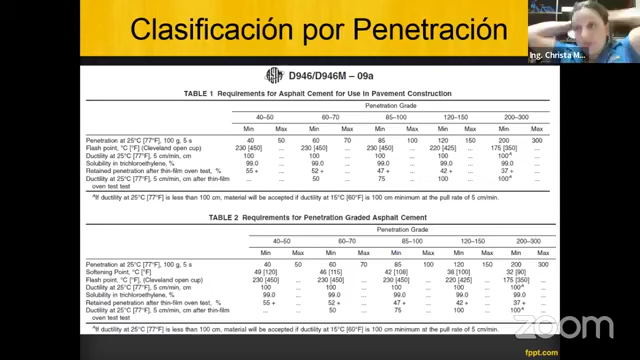 Clasificación por Penetración
Ing. Christa M...
D946/D946M – 09a
TABLE 1 Requirements for Asphalt Cement for Use in Pavement Construction
Penetration Grade
40–50 60–70 85–100 120–150 200–300
Min Max Min Max Min Max Min Max Min Max
Penetration at 25°C [77°F], 100 g, 5 s 40 50 60 70 85 100 120 150 200 300
Flash point, °C [°F] (Cleveland open cup) 230 [450] ... 230 [450] ... 230 [450] ... 220 [425] ... 175 [350] ...
Ductility at 25°C [77°F], 5 cm/min, cm 100 ... 100 ... 100 ... 100 ... 100ᴬ ...
Solubility in trichloroethylene, % 99.0 ... 99.0 ... 99.0 ... 99.0 ... 99.0 ...
Retained penetration after thin-film oven test, % 55 + ... 52 + ... 47 + ... 42 + ... 37 + ...
Ductility at 25°C [77°F], 5 cm/min, cm after thin-film ... ... 50 ... 75 ... 100 ... 100ᴬ ...
oven test test
ᴬIf ductility at 25°C [77°F] is less than 100 cm, material will be accepted if ductility at 15°C [60°F] is 100 cm minimum at the pull rate of 5 cm/min.
TABLE 2 Requirements for Penetration Graded Asphalt Cement
Penetration Grade
40–50 60–70 85–100 120–150 200–300
Min Max Min Max Min Max Min Max Min Max
Penetration at 25°C [77°F], 100 g, 5 s 40 50 60 70 85 100 120 150 200 300
Softening Point, °C [°F] 49 [120] ... 46 [115] ... 42 [108] ... 38 [100] ... 32 [90] ...
Flash point, °C [°F] (Cleveland open cup) 230 [450] ... 230 [450] ... 230 [450] ... 220 [425] ... 175 [350] ...
Ductility at 25°C [77°F], 5 cm/min, cm 100 ... 100 ... 100 ... 100 ... 100ᴬ ...
Solubility in trichloroethylene, % 99.0 ... 99.0 ... 99.0 ... 99.0 ... 99.0 ...
Retained penetration after thin-film oven test, % 55 + ... 52 + ... 47 + ... 42 + ... 37 + ...
Ductility at 25°C [77°F], 5 cm/min, cm after thin-film ... ... 50 ... 75 ... 100 ... 100ᴬ
oven test test
ᴬIf ductility at 25°C [77°F] is less than 100 cm, material will be accepted if ductility at 15°C [60°F] is 100 cm minimum at the pull rate of 5 cm/min.
zoom
fppt.com